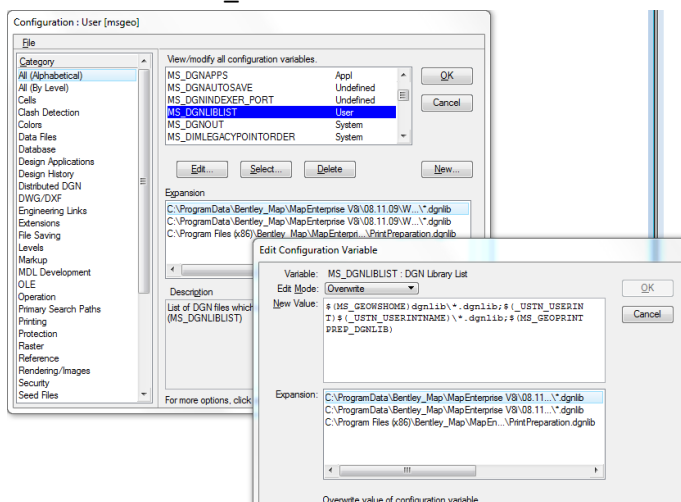 Configuration : User [msgeo]
File
Category
All (Alphabetical)
All (By Level)
Cells
Clash Detection
Colors
Data Files
Database
Design Applications
Design History
Distributed DGN
DWG/DXF
Engineering Links
Extensions
File Saving
Levels
Markup
MDL Development
OLE
Operation
Primary Search Paths
Printing
Protection
Raster
Reference
Rendering/Images
Security
Seed Files
View/modify all configuration variables.
MS_DGNAPPS Appl
MS_DGNAUTOSAVE Undefined
MS_DGNINDEXER_PORT Undefined
MS_DGNLIBLIST User
MS_DGNOUT System
MS_DIMLEGACYPOINTORDER System
OK
Cancel
Edit... Select... Delete New...
Expansion
C:\ProgramData\Bentley_Map\MapEnterprise V8i\08.11.09\W...\*.dgnlib
C:\ProgramData\Bentley_Map\MapEnterprise V8i\08.11.09\W...\*.dgnlib
C:\Program Files (x86)\Bentley_Map\MapEnterpri...\PrintPreparation.dgnlib
Description
List of DGN files which
(MS_DGNLIBLIST)
For more options, click
Edit Configuration Variable
Variable: MS_DGNLIBLIST : DGN Library List
Edit Mode: Overwrite
New Value:
$(MS_GEOWSHOME)dgnlib\*.dgnlib;$(_USTN_USERIN
T)$(_USTN_USERINTNAME)\*.dgnlib;$(MS_GEOPRINT
PREP_DGNLIB)
OK
Cancel
Expansion:
C:\ProgramData\Bentley_Map\MapEnterprise V8i\08.11...\*.dgnlib
C:\ProgramData\Bentley_Map\MapEnterprise V8i\08.11...\*.dgnlib
C:\Program Files (x86)\Bentley_Map\MapEn...\PrintPreparation.dgnlib
Overwrite value of configuration variable